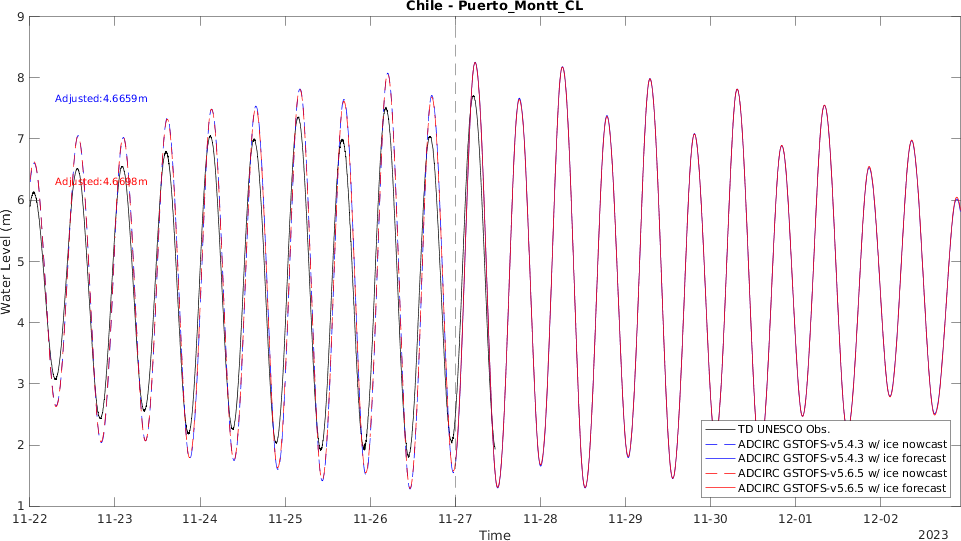 Chile - Puerto_Montt_CL
9
8
7
6
5
4
3
2
1
Water Level (m)
Adjusted:4.6659m
Adjusted:4.6698m
TD UNESCO Obs.
ADCIRC GSTOFS-v5.4.3 w/ ice nowcast
ADCIRC GSTOFS-v5.4.3 w/ ice forecast
ADCIRC GSTOFS-v5.6.5 w/ ice nowcast
ADCIRC GSTOFS-v5.6.5 w/ ice forecast
11-22 11-23 11-24 11-25 11-26 11-27 11-28 11-29 11-30 12-01 12-02
Time
2023